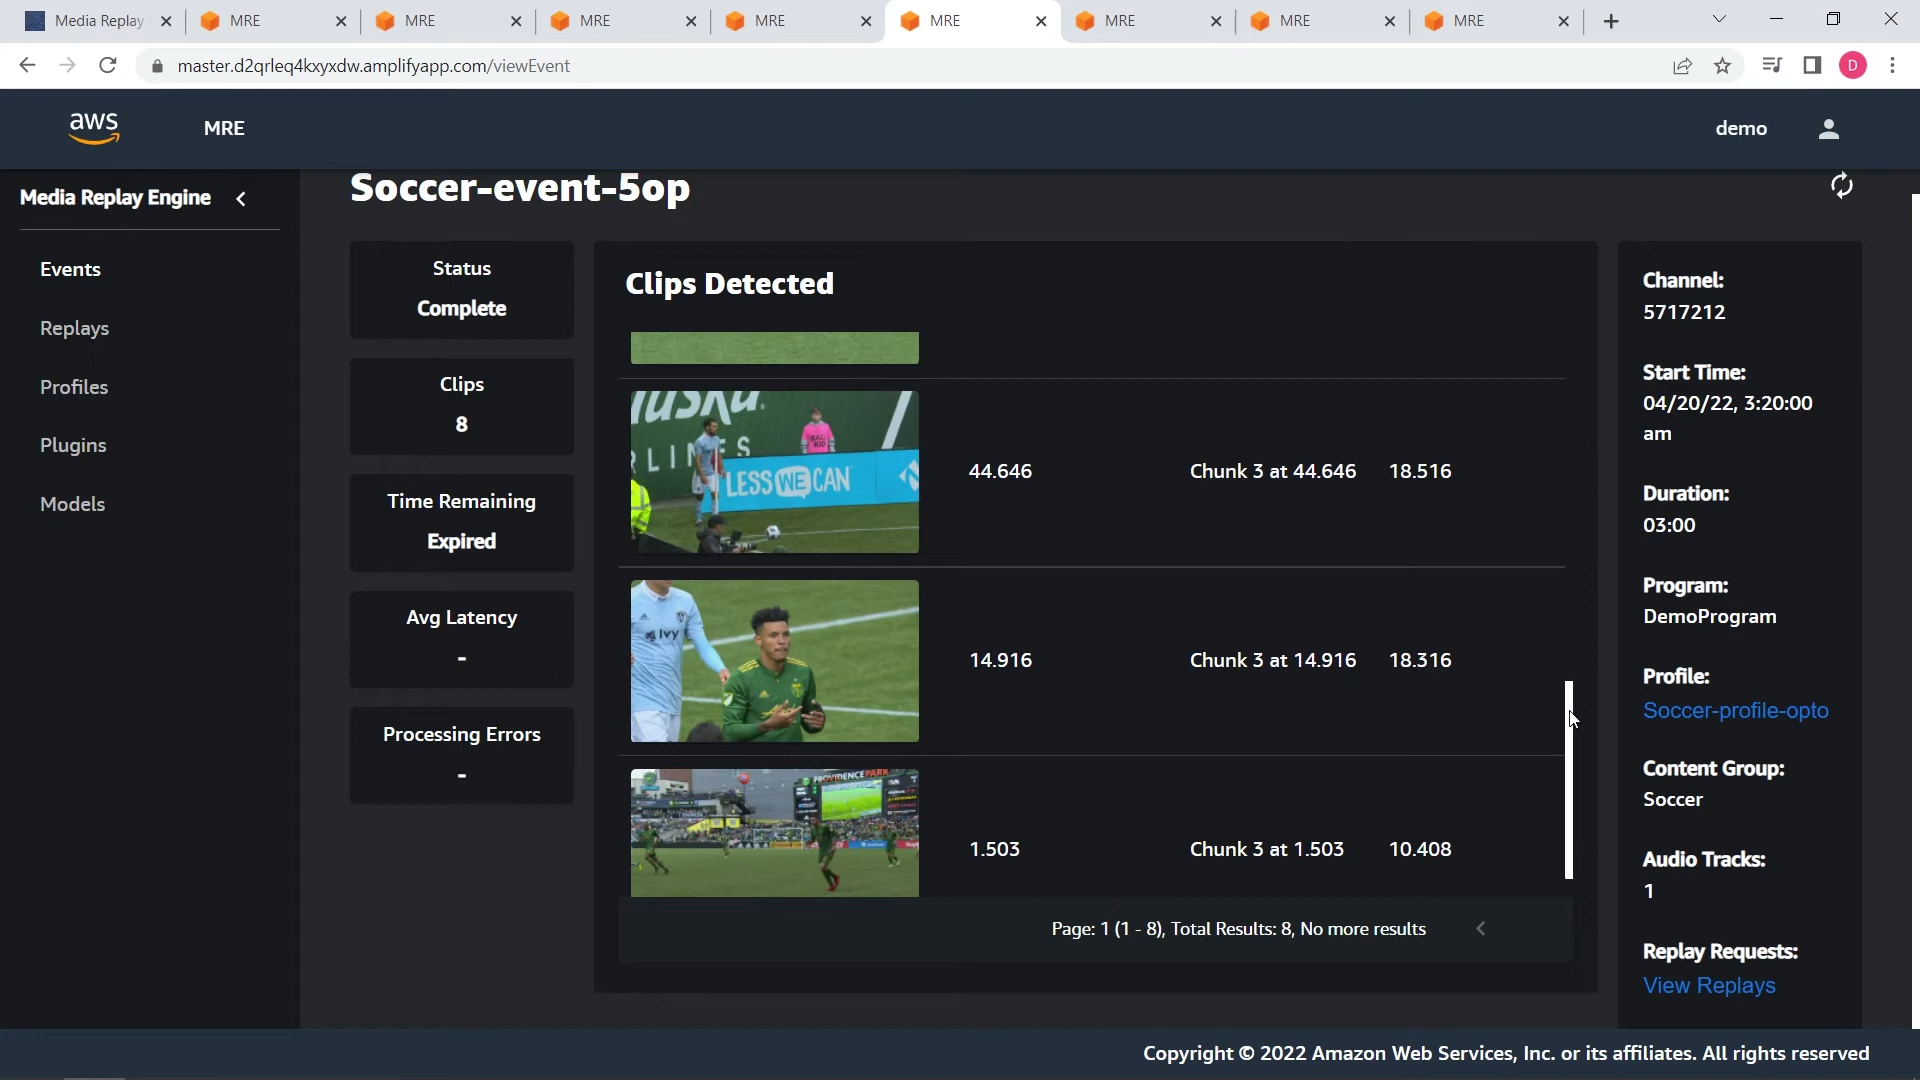 Media Replay
MRE
MRE
MRE
MRE
MRE
MRE
MRE
MRE
master.d2qrleq4kxyxdw.amplifyapp.com/viewEvent
D
aws
MRE
demo
Media Replay Engine
Events
Replays
Profiles
Plugins
Models
Soccer-event-5op
Status
Complete
Clips
8
Time Remaining
Expired
Avg Latency
-
Processing Errors
-
Clips Detected
LINES
LESS WE CAN
BALL KID
44.646
Chunk 3 at 44.646
18.516
Ivy
14.916
Chunk 3 at 14.916
18.316
PROVIDENCE PARK
1.503
Chunk 3 at 1.503
10.408
Page: 1 (1 - 8), Total Results: 8, No more results
Channel:
5717212
Start Time:
04/20/22, 3:20:00
am
Duration:
03:00
Program:
DemoProgram
Profile:
Soccer-profile-opto
Content Group:
Soccer
Audio Tracks:
1
Replay Requests:
View Replays
Copyright © 2022 Amazon Web Services, Inc. or its affiliates. All rights reserved